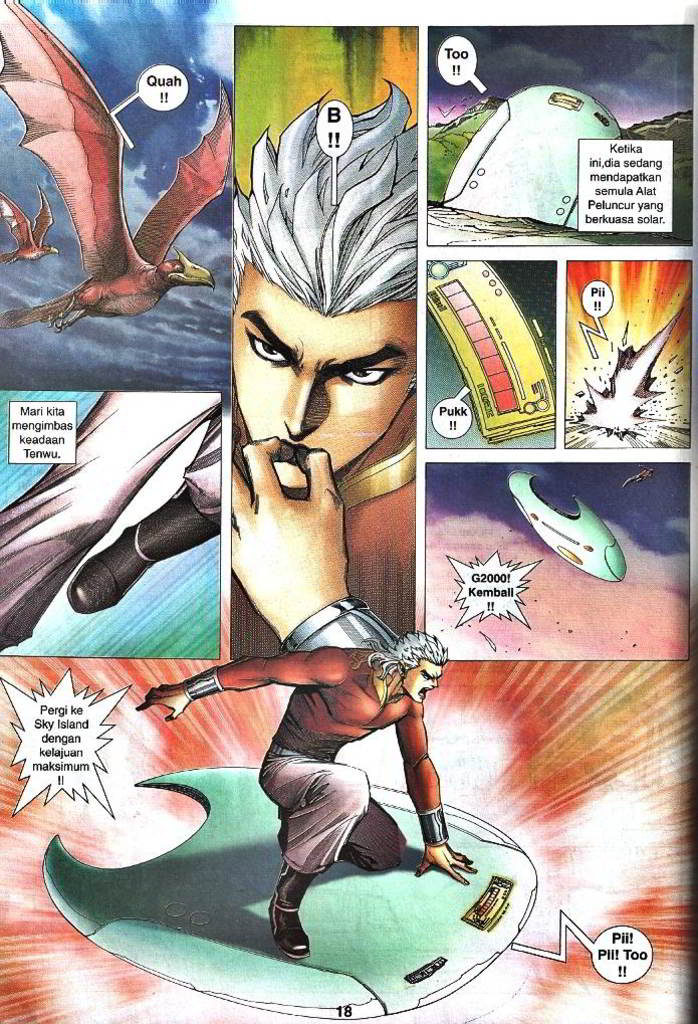 Quah
!!
B
!!
Too
!!
Ketika
ini,dia sedang
mendapatkan
semula Alat
Peluncur yang
berkuasa solar.
Pukk
!!
Pii
!!
Mari kita
mengimbas
keadaan
Tenwu.
G2000!
Kemball
!!
Pergi ke
Sky Island
dengan
kelajuan
maksimum
!!
Pii!
PIi! Too
!!
18